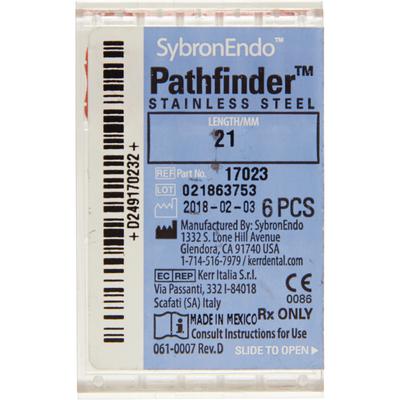 SybronEndo™
Pathfinder™
STAINLESS STEEL
LENGTH/MM
21
REF Part No. 17023
LOT 021863753
2018-02-03 6 PCS
Manufactured By: SybronEndo
1332 S. Lone Hill Avenue
Glendora, CA 91740 USA
1-714-516-7979 / kerrdental.com
EC REP Kerr Italia S.r.l.
Via Passanti, 332 I-84018
Scafati (SA) Italy
CE 0086
Rx ONLY
MADE IN MEXICO
Consult Instructions for Use
061-0007 Rev.D SLIDE TO OPEN
+D249170232+